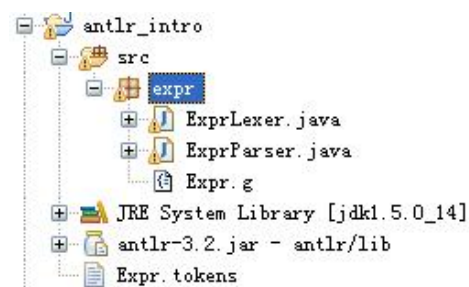 antlr_intro
src
expr
ExprLexer.java
ExprParser.java
Expr.g
JRE System Library [jdk1.5.0_14]
antlr-3.2.jar - antlr/lib
Expr.tokens